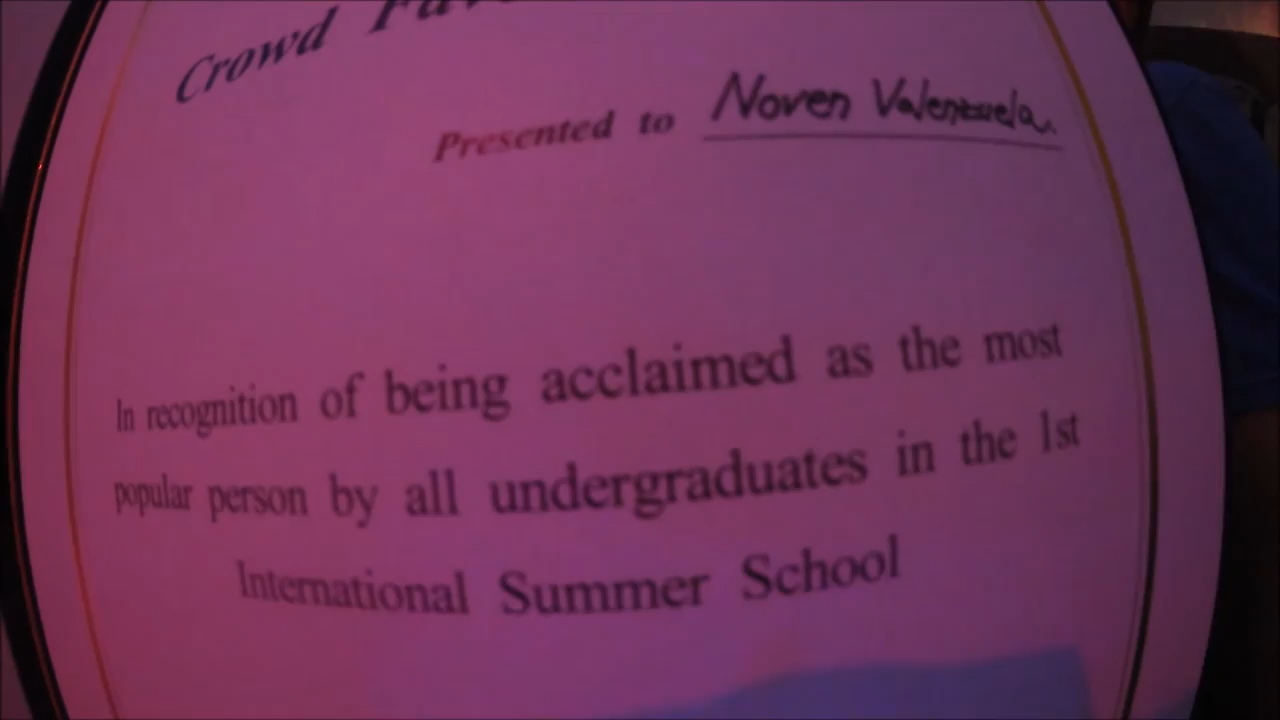 Crowd
Presented to Noven Valenzuela.
In recognition of being acclaimed as the most
popular person by all undergraduates in the 1st
International Summer School